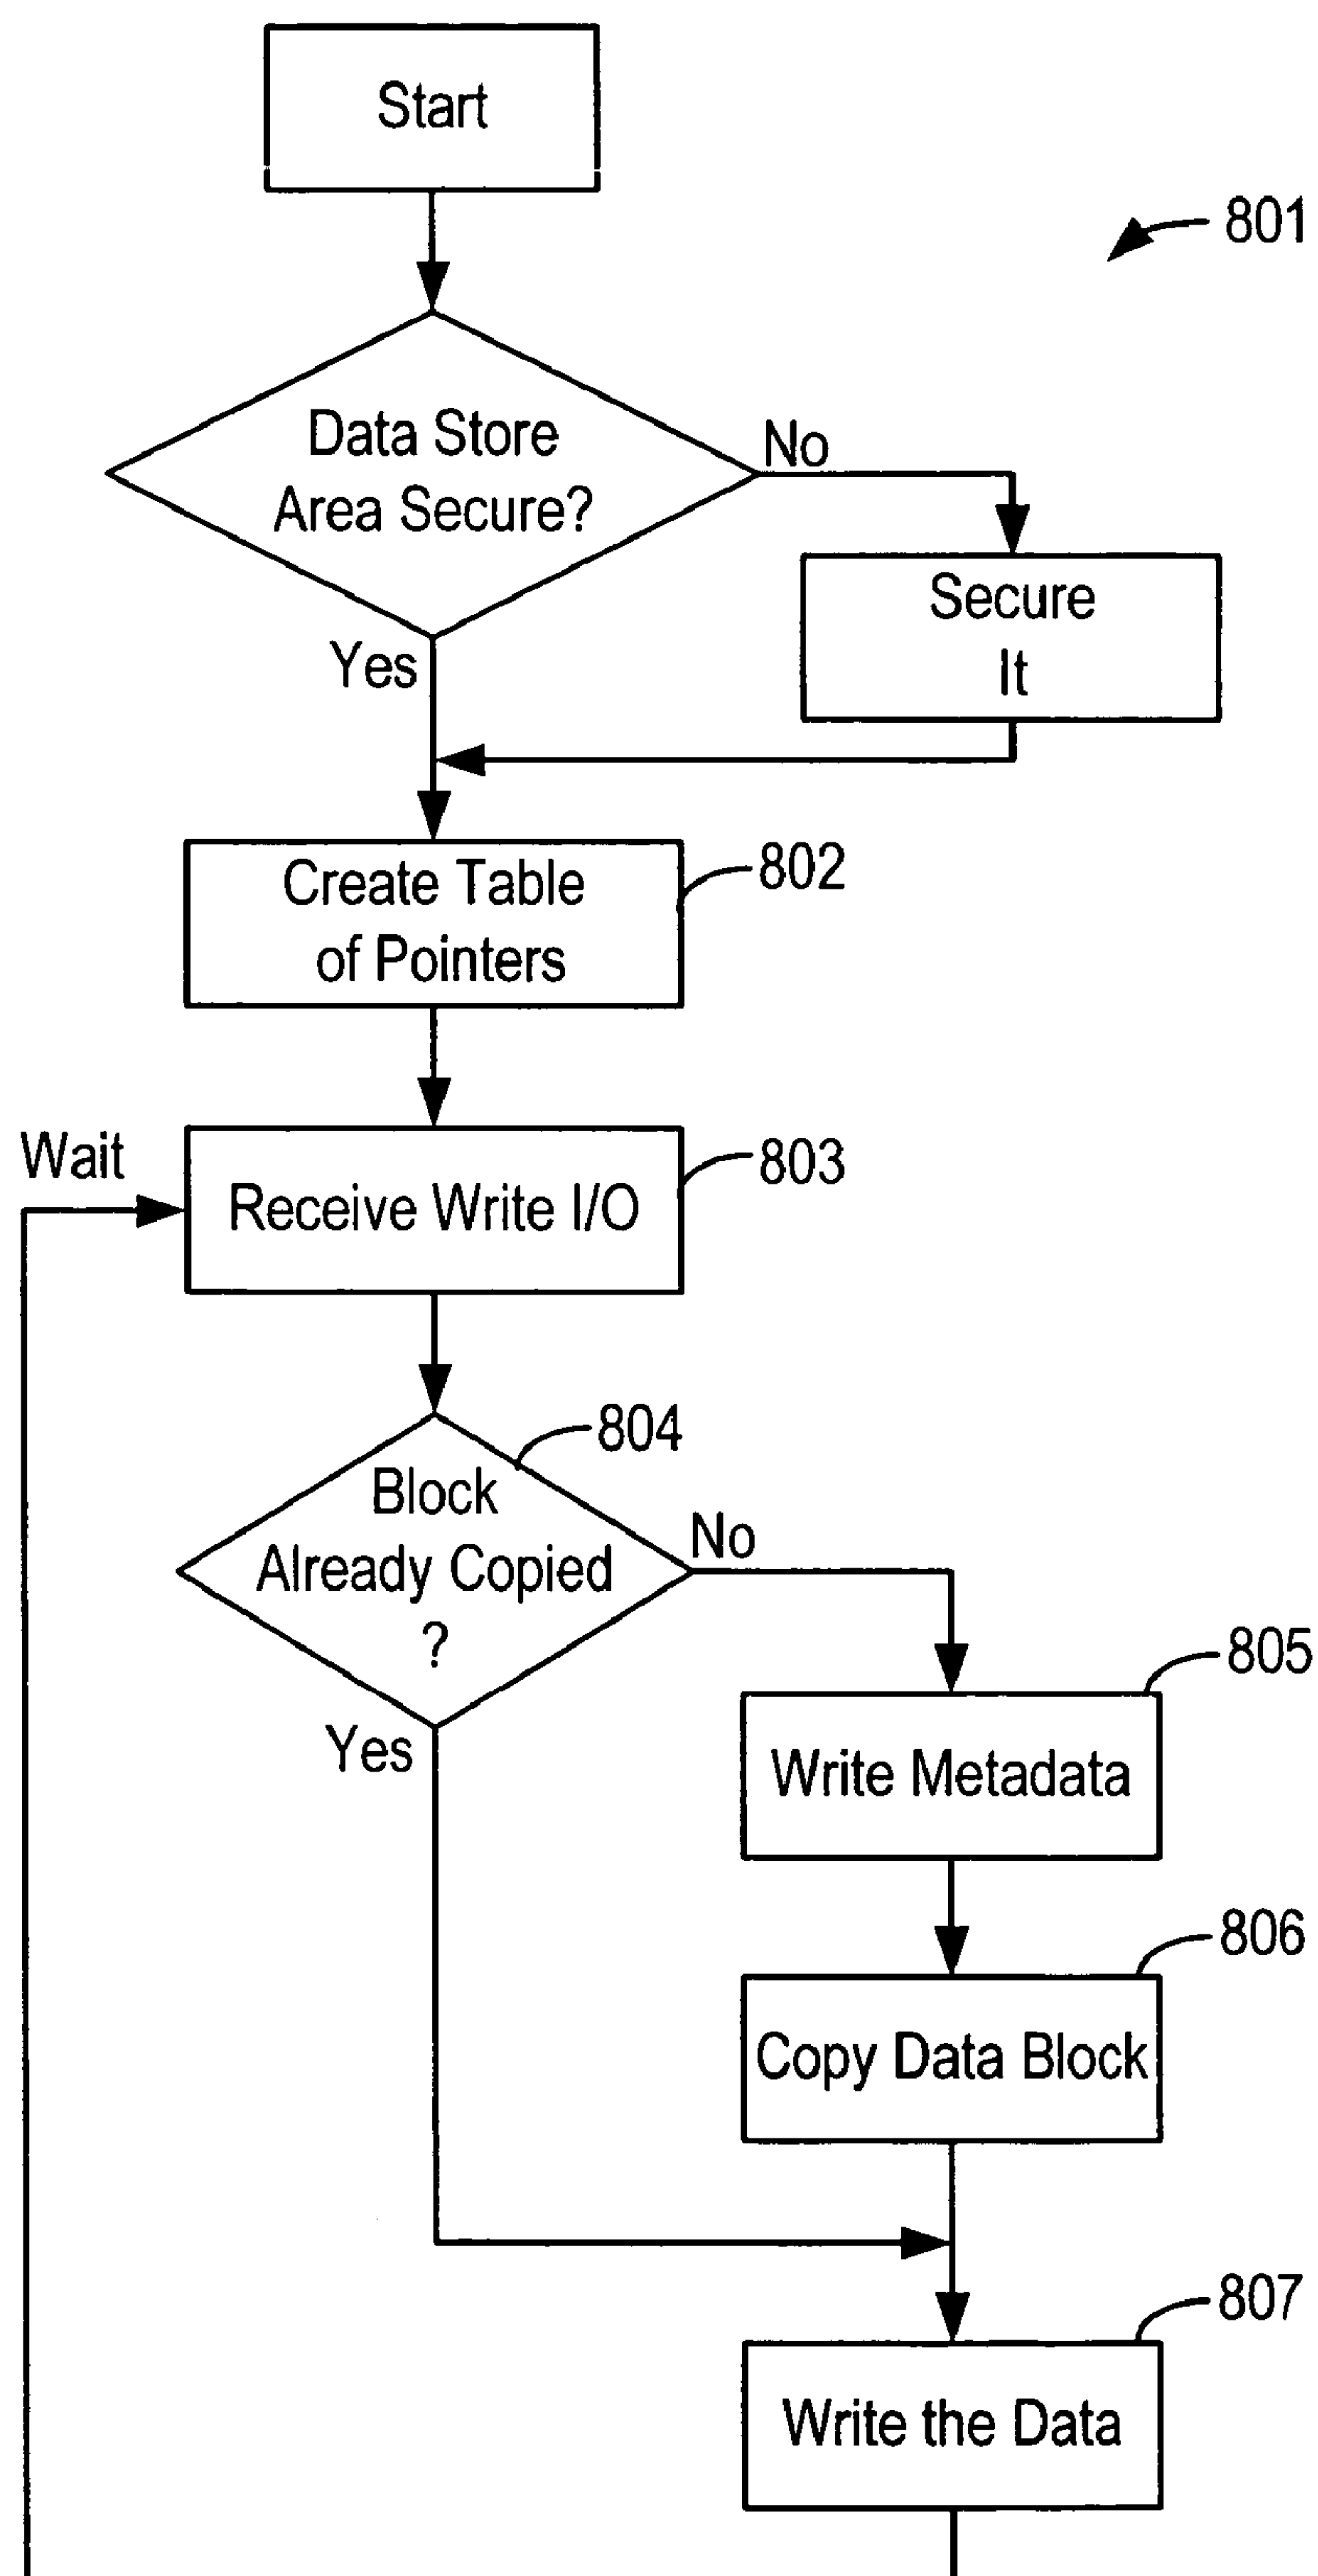 Start
801
Data Store
Area Secure?
No
Secure
It
Yes
Create Table
of Pointers
802
Wait
Receive Write I/O
803
804
Block
Already Copied
?
No
Yes
805
Write Metadata
806
Copy Data Block
807
Write the Data